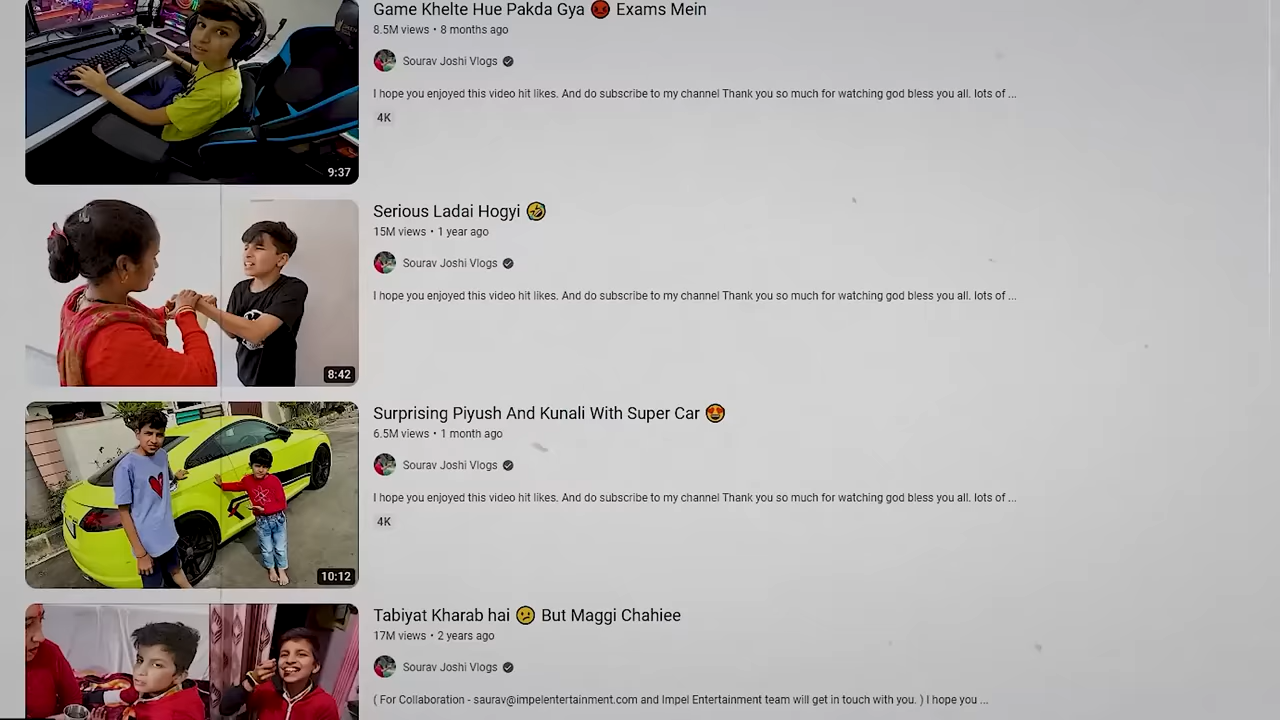 Game Khelte Hue Pakda Gya 😡 Exams Mein
8.5M views • 8 months ago
Sourav Joshi Vlogs
I hope you enjoyed this video hit likes. And do subscribe to my channel Thank you so much for watching god bless you all. lots of ...
4K
9:37
Serious Ladai Hogyi 🤣
15M views • 1 year ago
Sourav Joshi Vlogs
I hope you enjoyed this video hit likes. And do subscribe to my channel Thank you so much for watching god bless you all. lots of ...
8:42
Surprising Piyush And Kunali With Super Car 😍
6.5M views • 1 month ago
Sourav Joshi Vlogs
I hope you enjoyed this video hit likes. And do subscribe to my channel Thank you so much for watching god bless you all. lots of ...
4K
10:12
Tabiyat Kharab hai 😕 But Maggi Chahiee
17M views • 2 years ago
Sourav Joshi Vlogs
( For Collaboration - saurav@impelentertainment.com and Impel Entertainment team will get in touch with you. ) I hope you ...